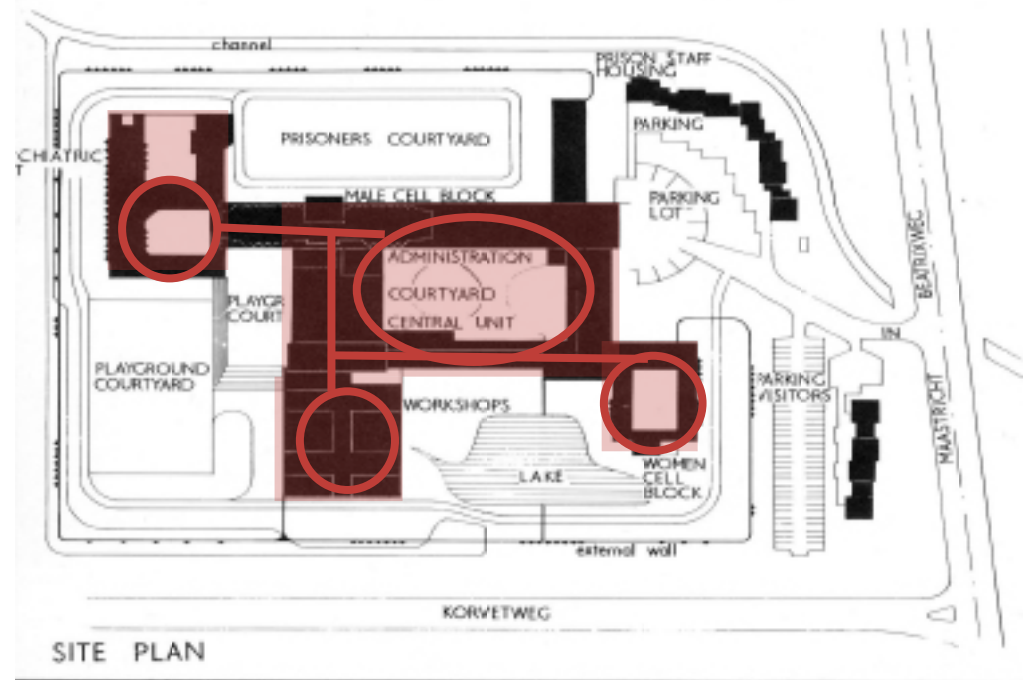 channel
PRISON STAFF
HOUSING
PARKING
PRISONERS COURTYARD
CHIATRIC
T
MALE CELL BLOCK
PARKING
LOT
ADMINISTRATION
COURTYARD
CENTRAL UNIT
PLAYGR
COURT
BEATRIXWEG
IN
PLAYGROUND
COURTYARD
PARKING
VISITORS
WORKSHOPS
MAASTRICHT
LAKE
WOMEN
CELL
BLOCK
external wall
KORVETWEG
SITE PLAN